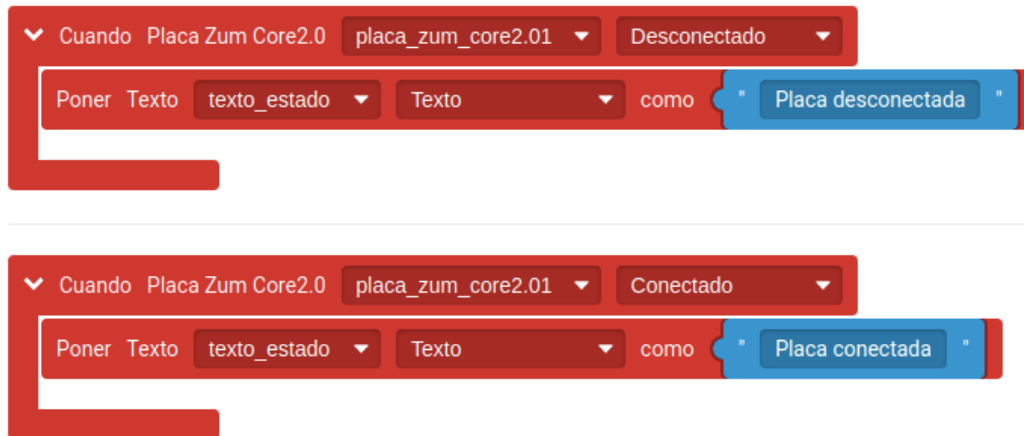 Cuando Placa Zum Core2.0 placa_zum_core2.01 Desconectado
Poner Texto texto_estado Texto como " Placa desconectada "
Cuando Placa Zum Core2.0 placa_zum_core2.01 Conectado
Poner Texto texto_estado Texto como " Placa conectada "